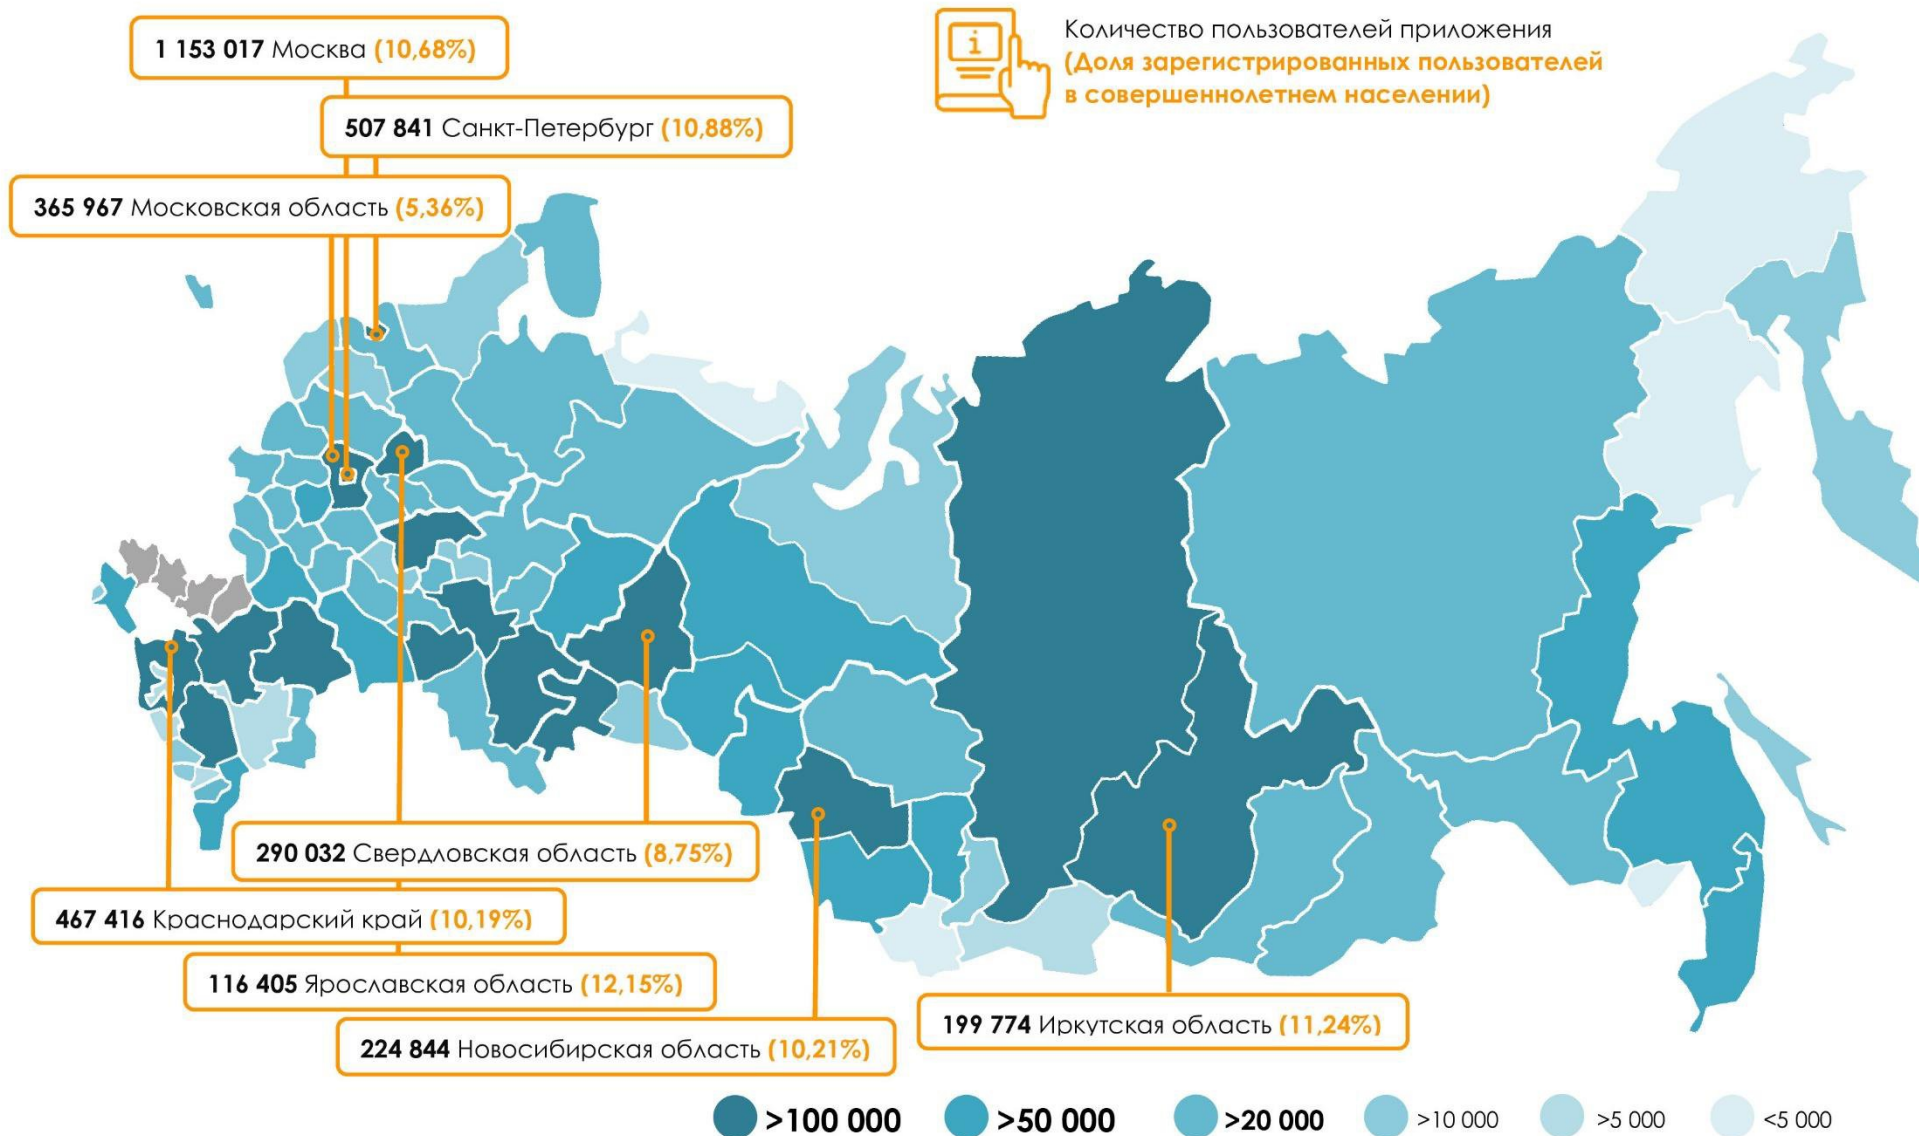 1 153 017 Москва (10,68%)
Количество пользователей приложения
(Доля зарегистрированных пользователей
в совершеннолетнем населении)
507 841 Санкт-Петербург (10,88%)
365 967 Московская область (5,36%)
290 032 Свердловская область (8,75%)
467 416 Краснодарский край (10,19%)
116 405 Ярославская область (12,15%)
224 844 Новосибирская область (10,21%)
199 774 Иркутская область (11,24%)
>100 000 >50 000 >20 000 >10 000 >5 000 <5 000